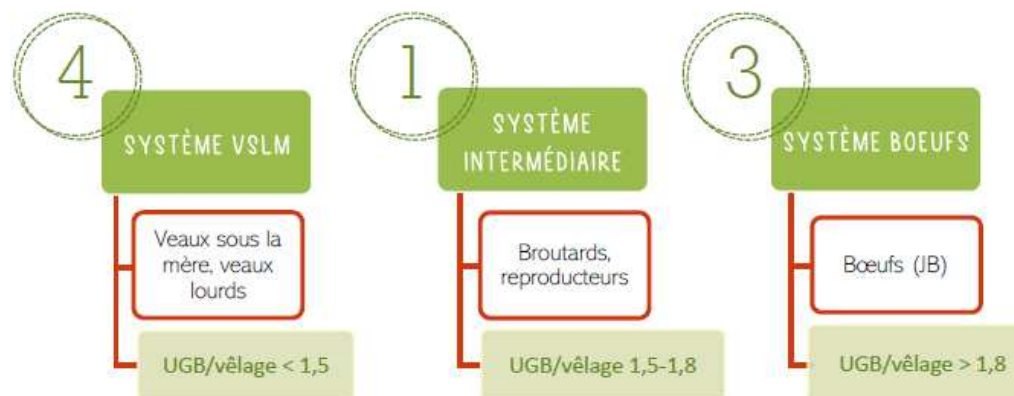 4
SYSTÈME VSLM
Veaux sous la
mère, veaux
lourds
UGB/vêlage < 1,5
1
SYSTÈME
INTERMÉDIAIRE
Broutards,
reproducteurs
UGB/vêlage 1,5-1,8
3
SYSTÈME BOEUFS
Bœufs (JB)
UGB/vêlage > 1,8